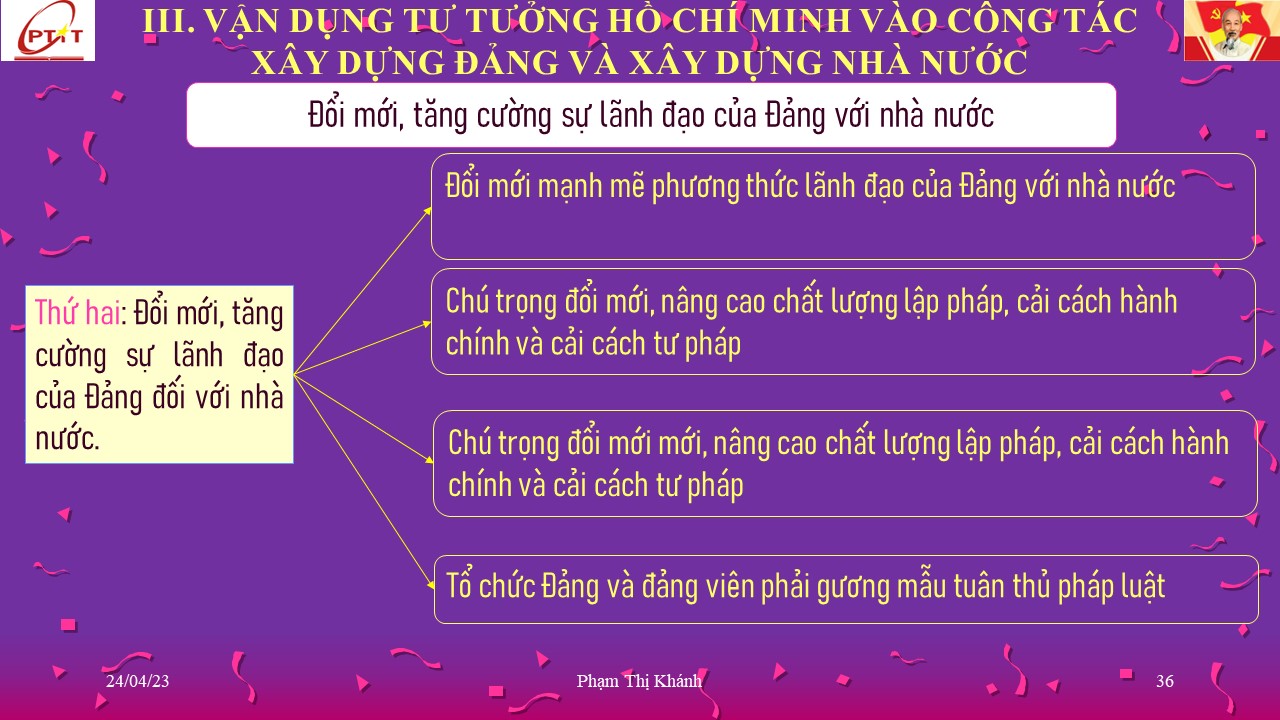 PTiT
III. VẬN DỤNG TƯ TƯỞNG HỒ CHÍ MINH VÀO CÔNG TÁC
XÂY DỰNG ĐẢNG VÀ XÂY DỰNG NHÀ NƯỚC
Đổi mới, tăng cường sự lãnh đạo của Đảng với nhà nước
Thứ hai: Đổi mới, tăng
cường sự lãnh đạo
của Đảng đối với nhà
nước.
Đổi mới mạnh mẽ phương thức lãnh đạo của Đảng với nhà nước
Chú trọng đổi mới, nâng cao chất lượng lập pháp, cải cách hành
chính và cải cách tư pháp
Chú trọng đổi mới mới, nâng cao chất lượng lập pháp, cải cách hành
chính và cải cách tư pháp
Tổ chức Đảng và đảng viên phải gương mẫu tuân thủ pháp luật
24/04/23
Phạm Thị Khánh
36